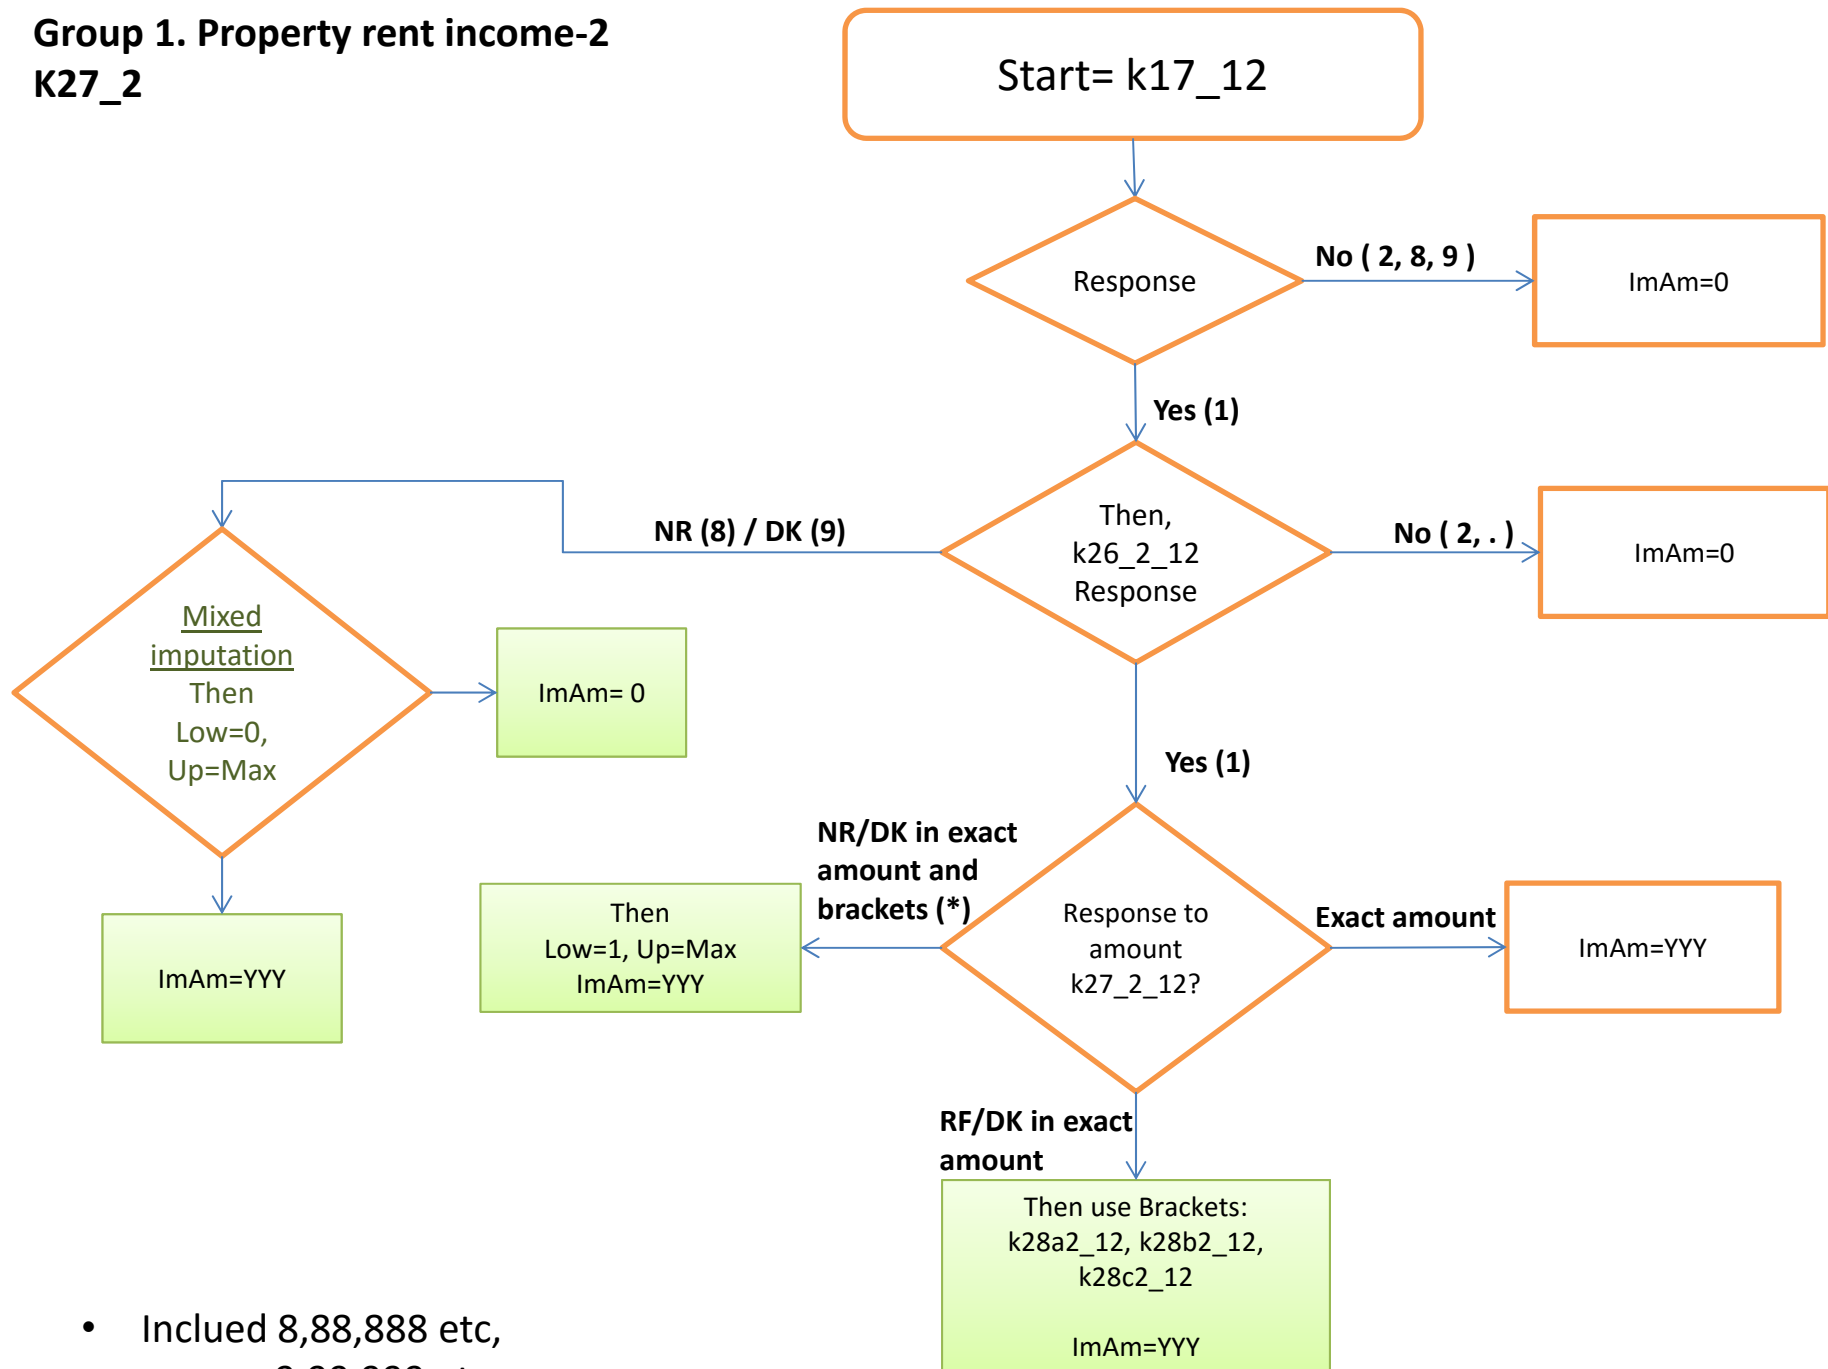 Group 1. Property rent income-2
K27_2
Start= k17_12
Response
No ( 2, 8, 9 )
ImAm=0
Yes (1)
Then,
k26_2_12
Response
No ( 2, . )
ImAm=0
NR (8) / DK (9)
Mixed
imputation
Then
Low=0,
Up=Max
ImAm= 0
ImAm=YYY
Yes (1)
Response to
amount
k27_2_12?
NR/DK in exact
amount and
brackets (*)
Then
Low=1, Up=Max
ImAm=YYY
Exact amount
ImAm=YYY
RF/DK in exact
amount
Then use Brackets:
k28a2_12, k28b2_12,
k28c2_12
ImAm=YYY
• Inclued 8,88,888 etc,